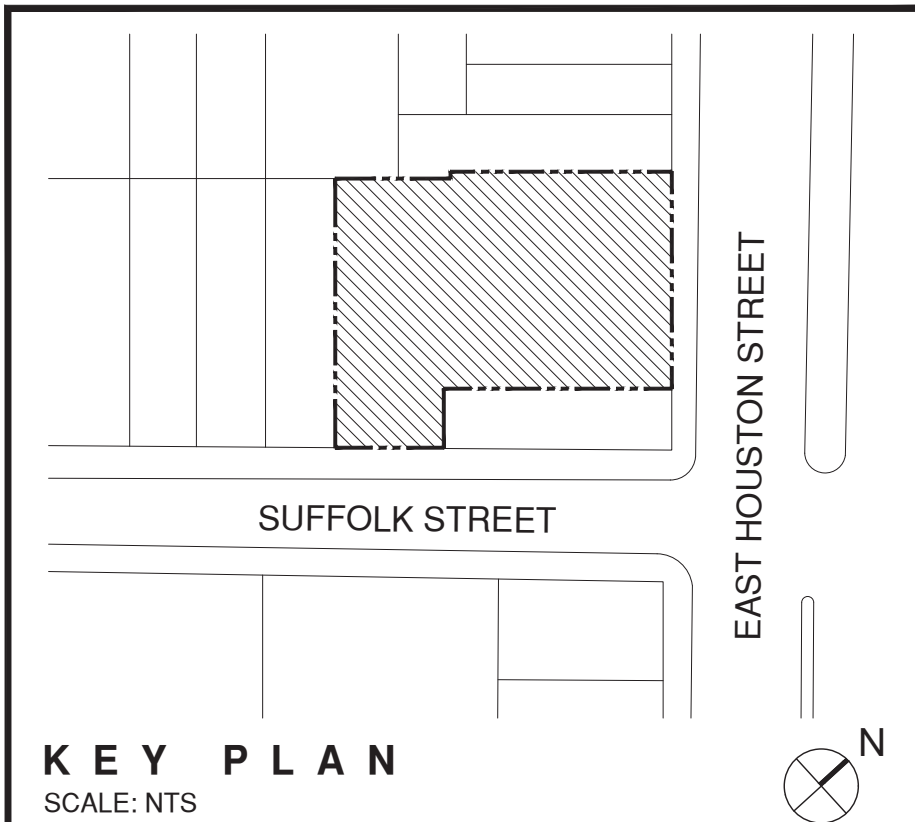 EAST HOUSTON STREET
SUFFOLK STREET
KEY PLAN
SCALE: NTS
N